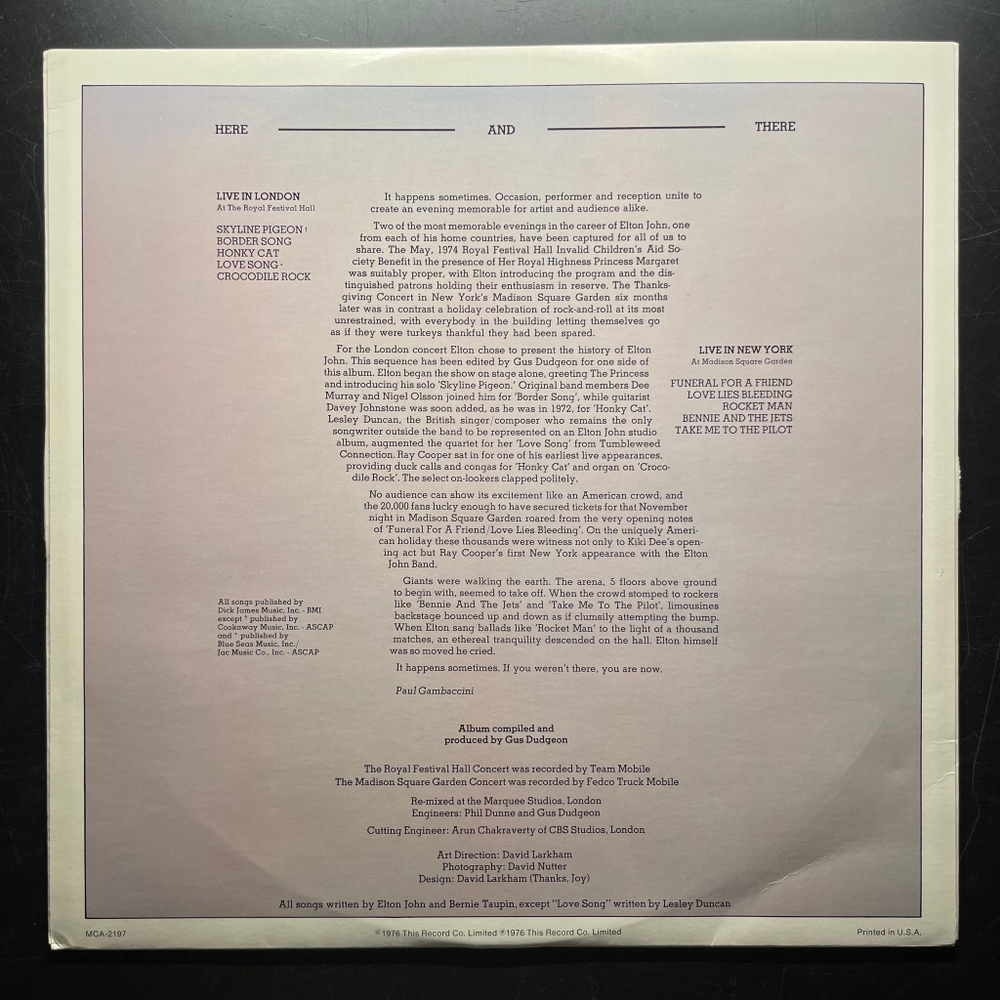 HERE AND THERE
LIVE IN LONDON
At The Royal Festival Hall
SKYLINE PIGEON†
BORDER SONG
HONKY CAT
LOVE SONG*
CROCODILE ROCK
It happens sometimes. Occasion, performer and reception unite to
create an evening memorable for artist and audience alike.
Two of the most memorable evenings in the career of Elton John, one
from each of his home countries, have been captured for all of us to
share. The May, 1974 Royal Festival Hall Invalid Children's Aid So-
ciety Benefit in the presence of Her Royal Highness Princess Margaret
was suitably proper, with Elton introducing the program and the dis-
tinguished patrons holding their enthusiasm in reserve. The Thanks-
giving Concert in New York's Madison Square Garden six months
later was in contrast a holiday celebration of rock-and-roll at its most
unrestrained, with everybody in the building letting themselves go
as if they were turkeys thankful they had been spared.
For the London concert Elton chose to present the history of Elton
John. This sequence has been edited by Gus Dudgeon for one side of
this album. Elton began the show on stage alone, greeting The Princess
and introducing his solo 'Skyline Pigeon.' Original band members Dee
Murray and Nigel Olsson joined him for 'Border Song', while guitarist
Davey Johnstone was soon added, as he was in 1972, for 'Honky Cat'.
Lesley Duncan, the British singer/composer who remains the only
songwriter outside the band to be represented on an Elton John studio
album, augmented the quartet for her 'Love Song' from Tumbleweed
Connection. Ray Cooper sat in for one of his earliest live appearances,
providing duck calls and congas for 'Honky Cat' and organ on 'Croco-
dile Rock'. The select on-lookers clapped politely.
LIVE IN NEW YORK
At Madison Square Garden
FUNERAL FOR A FRIEND
LOVE LIES BLEEDING
ROCKET MAN
BENNIE AND THE JETS
TAKE ME TO THE PILOT
No audience can show its excitement like an American crowd, and
the 20,000 fans lucky enough to have secured tickets for that November
night in Madison Square Garden roared from the very opening notes
of 'Funeral For A Friend/Love Lies Bleeding'. On the uniquely Ameri-
can holiday these thousands were witness not only to Kiki Dee's open-
ing act but Ray Cooper's first New York appearance with the Elton
John Band.
Giants were walking the earth. The arena, 5 floors above ground
to begin with, seemed to take off. When the crowd stomped to rockers
like 'Bennie And The Jets' and 'Take Me To The Pilot', limousines
backstage bounced up and down as if clumsily attempting the bump.
When Elton sang ballads like 'Rocket Man' to the light of a thousand
matches, an ethereal tranquility descended on the hall. Elton himself
was so moved he cried.
It happens sometimes. If you weren't there, you are now.
Paul Gambaccini
All songs published by
Dick James Music, Inc. - BMI
except † published by
Cookaway Music, Inc. - ASCAP
and * published by
Blue Seas Music, Inc./
Jac Music Co., Inc. - ASCAP
Album compiled and
produced by Gus Dudgeon
The Royal Festival Hall Concert was recorded by Team Mobile
The Madison Square Garden Concert was recorded by Fedco Truck Mobile
Re-mixed at the Marquee Studios, London
Engineers: Phil Dunne and Gus Dudgeon
Cutting Engineer: Arun Chakraverty of CBS Studios, London
Art Direction: David Larkham
Photography: David Nutter
Design: David Larkham (Thanks, Joy)
All songs written by Elton John and Bernie Taupin, except "Love Song" written by Lesley Duncan
MCA-2197 ©1976 This Record Co. Limited ℗1976 This Record Co. Limited Printed in U.S.A.